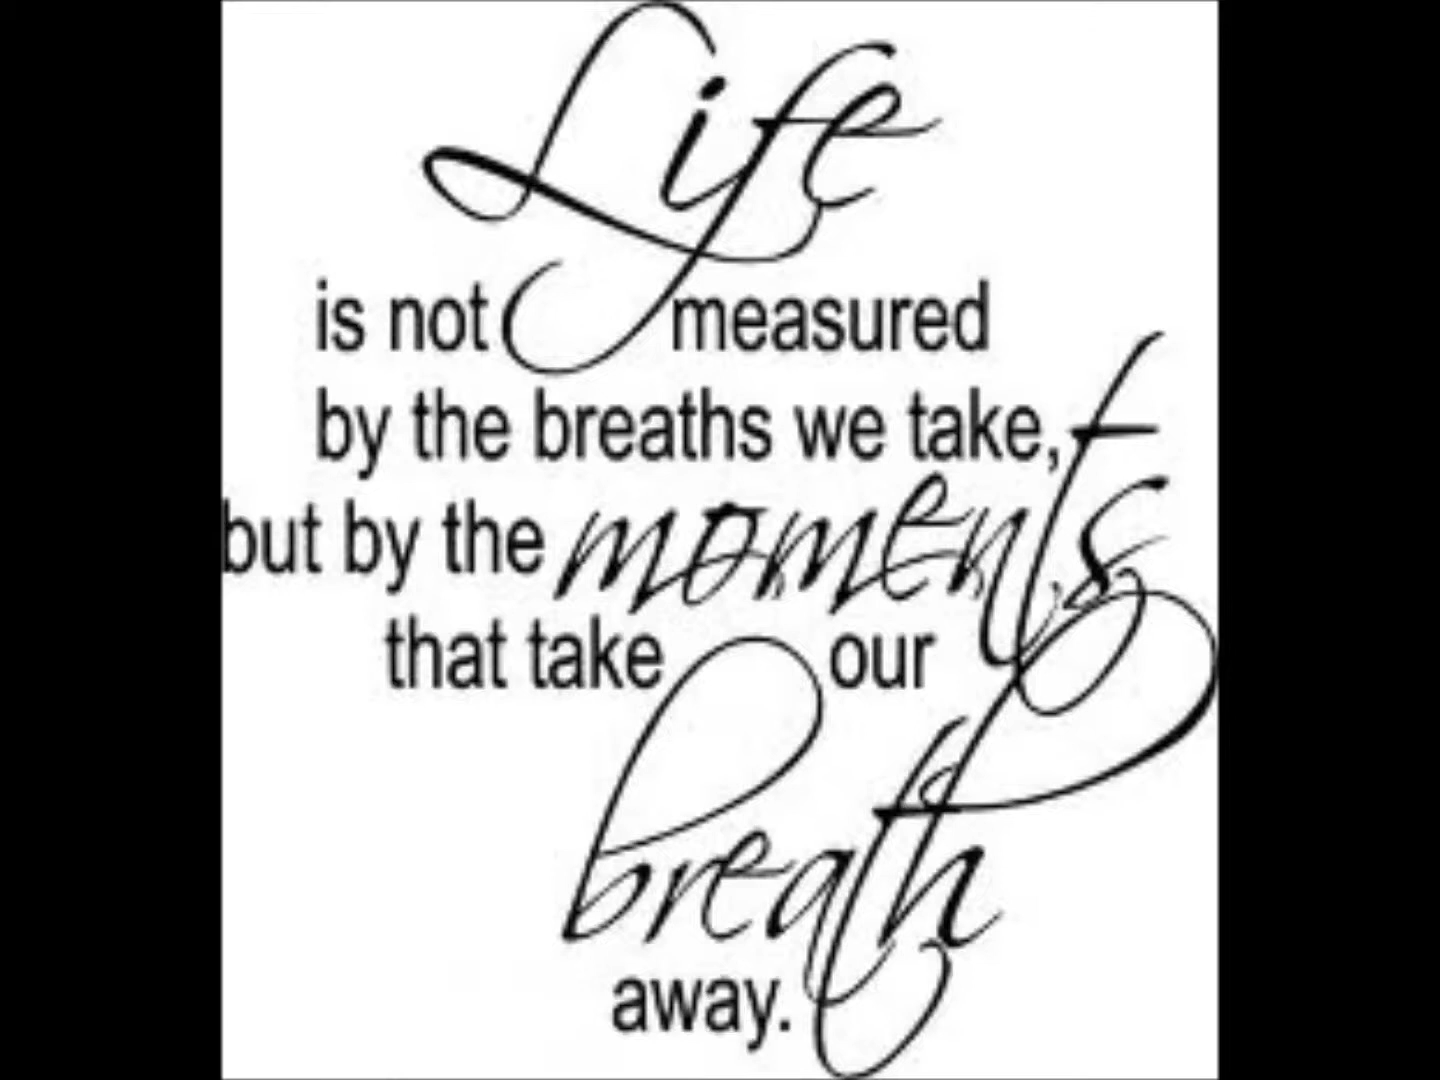 Life
is not measured
by the breaths we take,
but by the moments
that take our
breath
away.